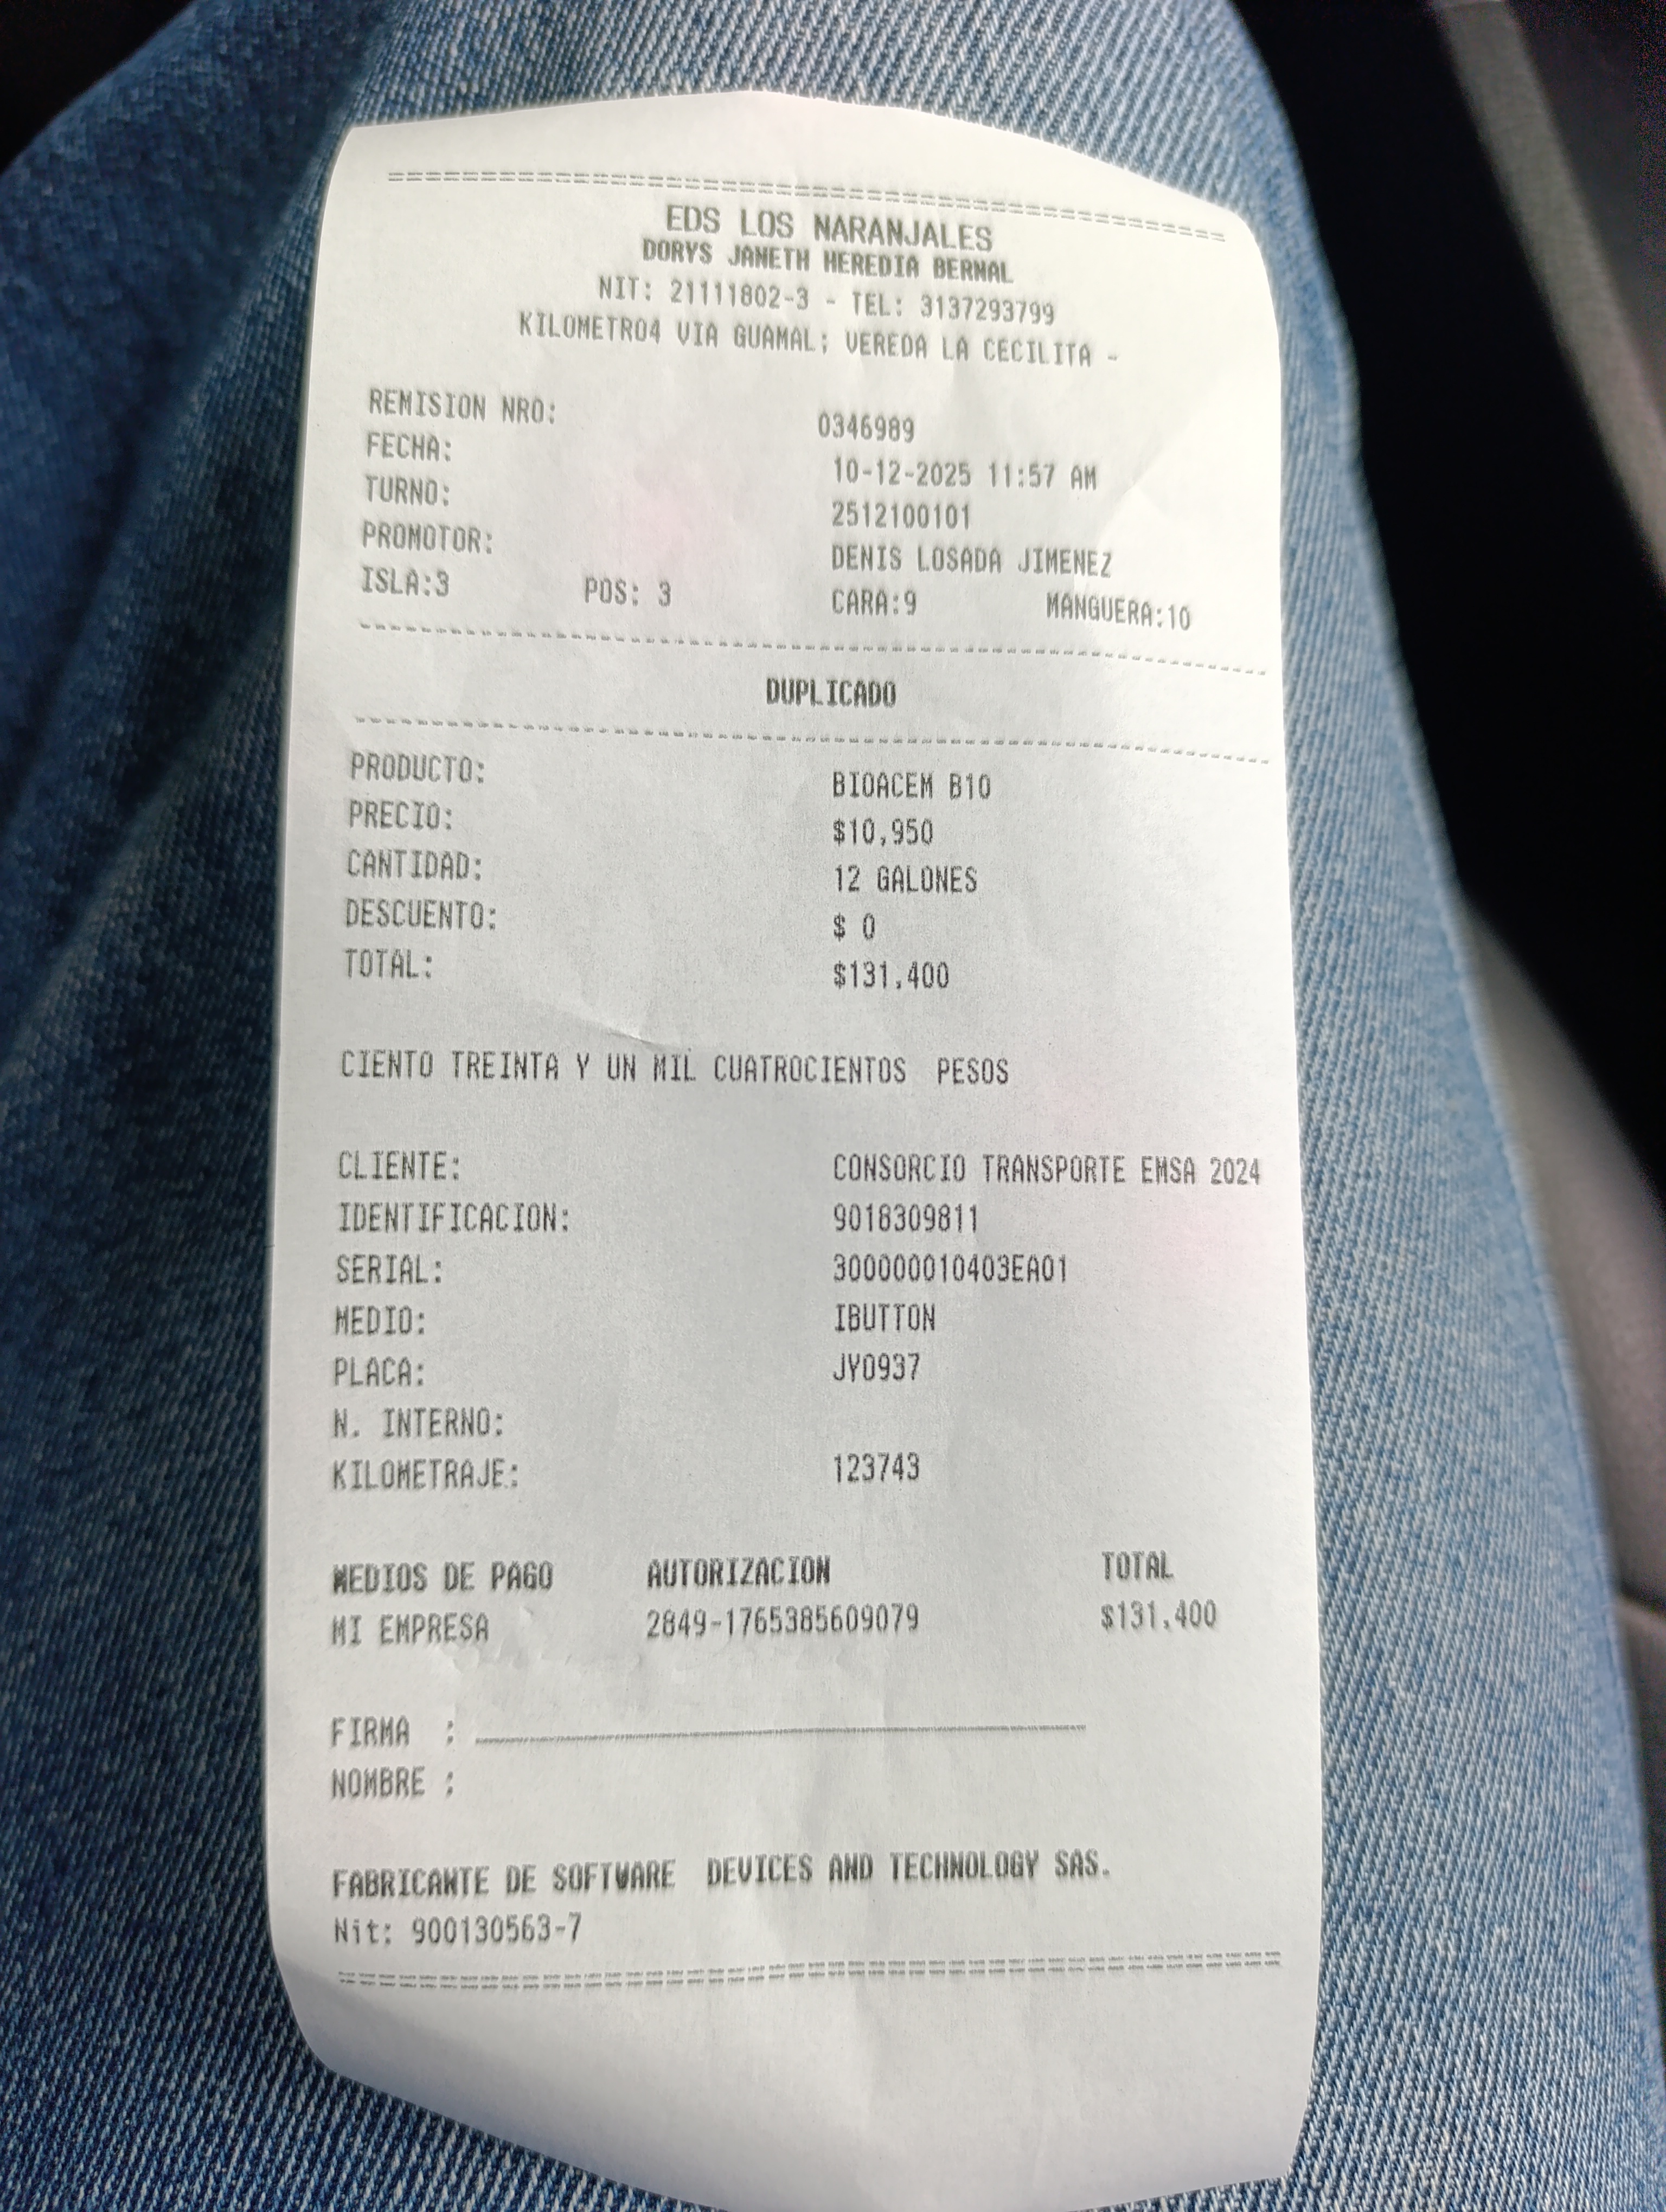 ================================================
EDS LOS NARANJALES
DORYS JANETH HEREDIA BERNAL
NIT: 21111802-3 - TEL: 3137293799
KILOMETRO4 VIA GUAMAL; VEREDA LA CECILITA -
REMISION NRO: 0346989
FECHA: 10-12-2025 11:57 AM
TURNO: 2512100101
PROMOTOR: DENIS LOSADA JIMENEZ
ISLA:3 POS: 3 CARA:9 MANGUERA:10
DUPLICADO
PRODUCTO: BIOACEM B10
PRECIO: $10,950
CANTIDAD: 12 GALONES
DESCUENTO: $ 0
TOTAL: $131,400
CIENTO TREINTA Y UN MIL CUATROCIENTOS PESOS
CLIENTE: CONSORCIO TRANSPORTE EMSA 2024
IDENTIFICACION: 9018309811
SERIAL: 300000010403EA01
MEDIO: IBUTTON
PLACA: JYO937
N. INTERNO:
KILOMETRAJE: 123743
MEDIOS DE PAGO AUTORIZACION TOTAL
MI EMPRESA 2849-1765385609079 $131,400
FIRMA :
NOMBRE :
FABRICANTE DE SOFTWARE DEVICES AND TECHNOLOGY SAS.
Nit: 900130563-7
================================================